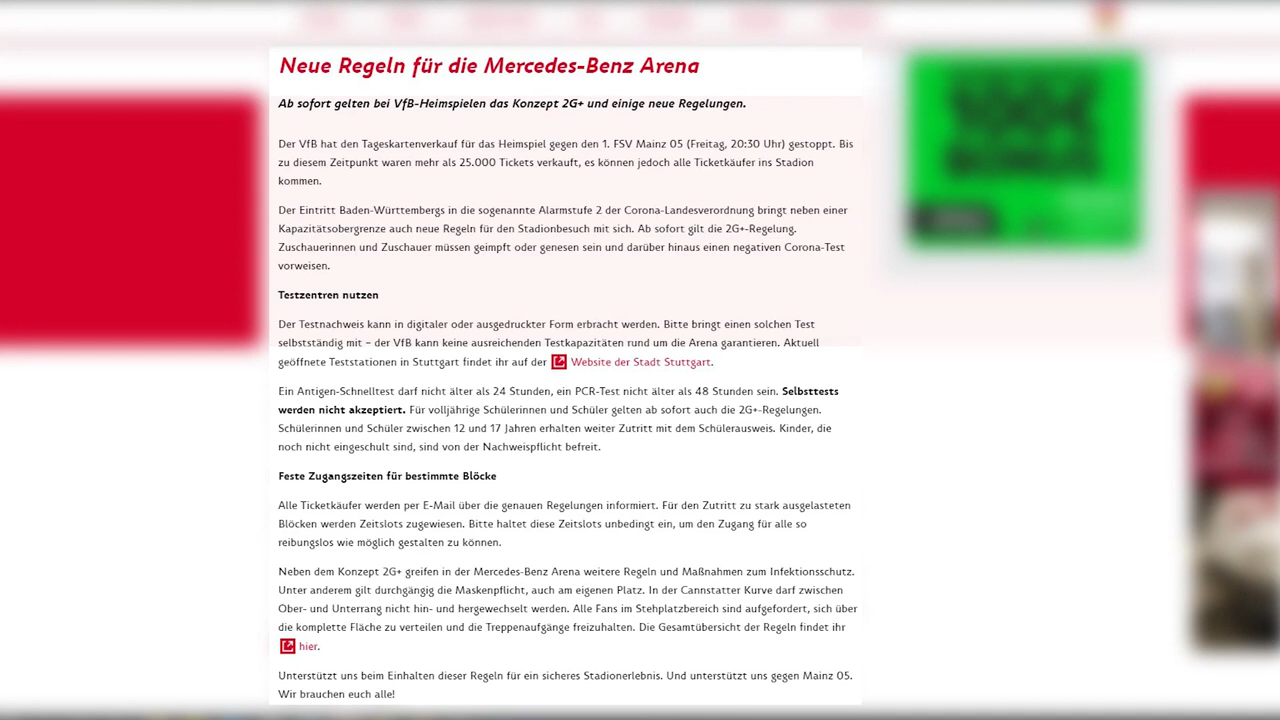 Neue Regeln für die Mercedes-Benz Arena
Ab sofort gelten bei VfB-Heimspielen das Konzept 2G+ und einige neue Regelungen.
Der VfB hat den Tageskartenverkauf für das Heimspiel gegen den 1. FSV Mainz 05 (Freitag, 20:30 Uhr) gestoppt. Bis
zu diesem Zeitpunkt waren mehr als 25.000 Tickets verkauft, es können jedoch alle Ticketkäufer ins Stadion
kommen.
Der Eintritt Baden-Württembergs in die sogenannte Alarmstufe 2 der Corona-Landesverordnung bringt neben einer
Kapazitätsobergrenze auch neue Regeln für den Stadionbesuch mit sich. Ab sofort gilt die 2G+-Regelung.
Zuschauerinnen und Zuschauer müssen geimpft oder genesen sein und darüber hinaus einen negativen Corona-Test
vorweisen.
Testzentren nutzen
Der Testnachweis kann in digitaler oder ausgedruckter Form erbracht werden. Bitte bringt einen solchen Test
selbstständig mit – der VfB kann keine ausreichenden Testkapazitäten rund um die Arena garantieren. Aktuell
geöffnete Teststationen in Stuttgart findet ihr auf der Website der Stadt Stuttgart.
Ein Antigen-Schnelltest darf nicht älter als 24 Stunden, ein PCR-Test nicht älter als 48 Stunden sein. Selbsttests
werden nicht akzeptiert. Für volljährige Schülerinnen und Schüler gelten ab sofort auch die 2G+-Regelungen.
Schülerinnen und Schüler zwischen 12 und 17 Jahren erhalten weiter Zutritt mit dem Schülerausweis. Kinder, die
noch nicht eingeschult sind, sind von der Nachweispflicht befreit.
Feste Zugangszeiten für bestimmte Blöcke
Alle Ticketkäufer werden per E-Mail über die genauen Regelungen informiert. Für den Zutritt zu stark ausgelasteten
Blöcken werden Zeitslots zugewiesen. Bitte haltet diese Zeitslots unbedingt ein, um den Zugang für alle so
reibungslos wie möglich gestalten zu können.
Neben dem Konzept 2G+ greifen in der Mercedes-Benz Arena weitere Regeln und Maßnahmen zum Infektionsschutz.
Unter anderem gilt durchgängig die Maskenpflicht, auch am eigenen Platz. In der Cannstatter Kurve darf zwischen
Ober- und Unterrang nicht hin- und hergewechselt werden. Alle Fans im Stehplatzbereich sind aufgefordert, sich über
die komplette Fläche zu verteilen und die Treppenaufgänge freizuhalten. Die Gesamtübersicht der Regeln findet ihr
hier.
Unterstützt uns beim Einhalten dieser Regeln für ein sicheres Stadionerlebnis. Und unterstützt uns gegen Mainz 05.
Wir brauchen euch alle!